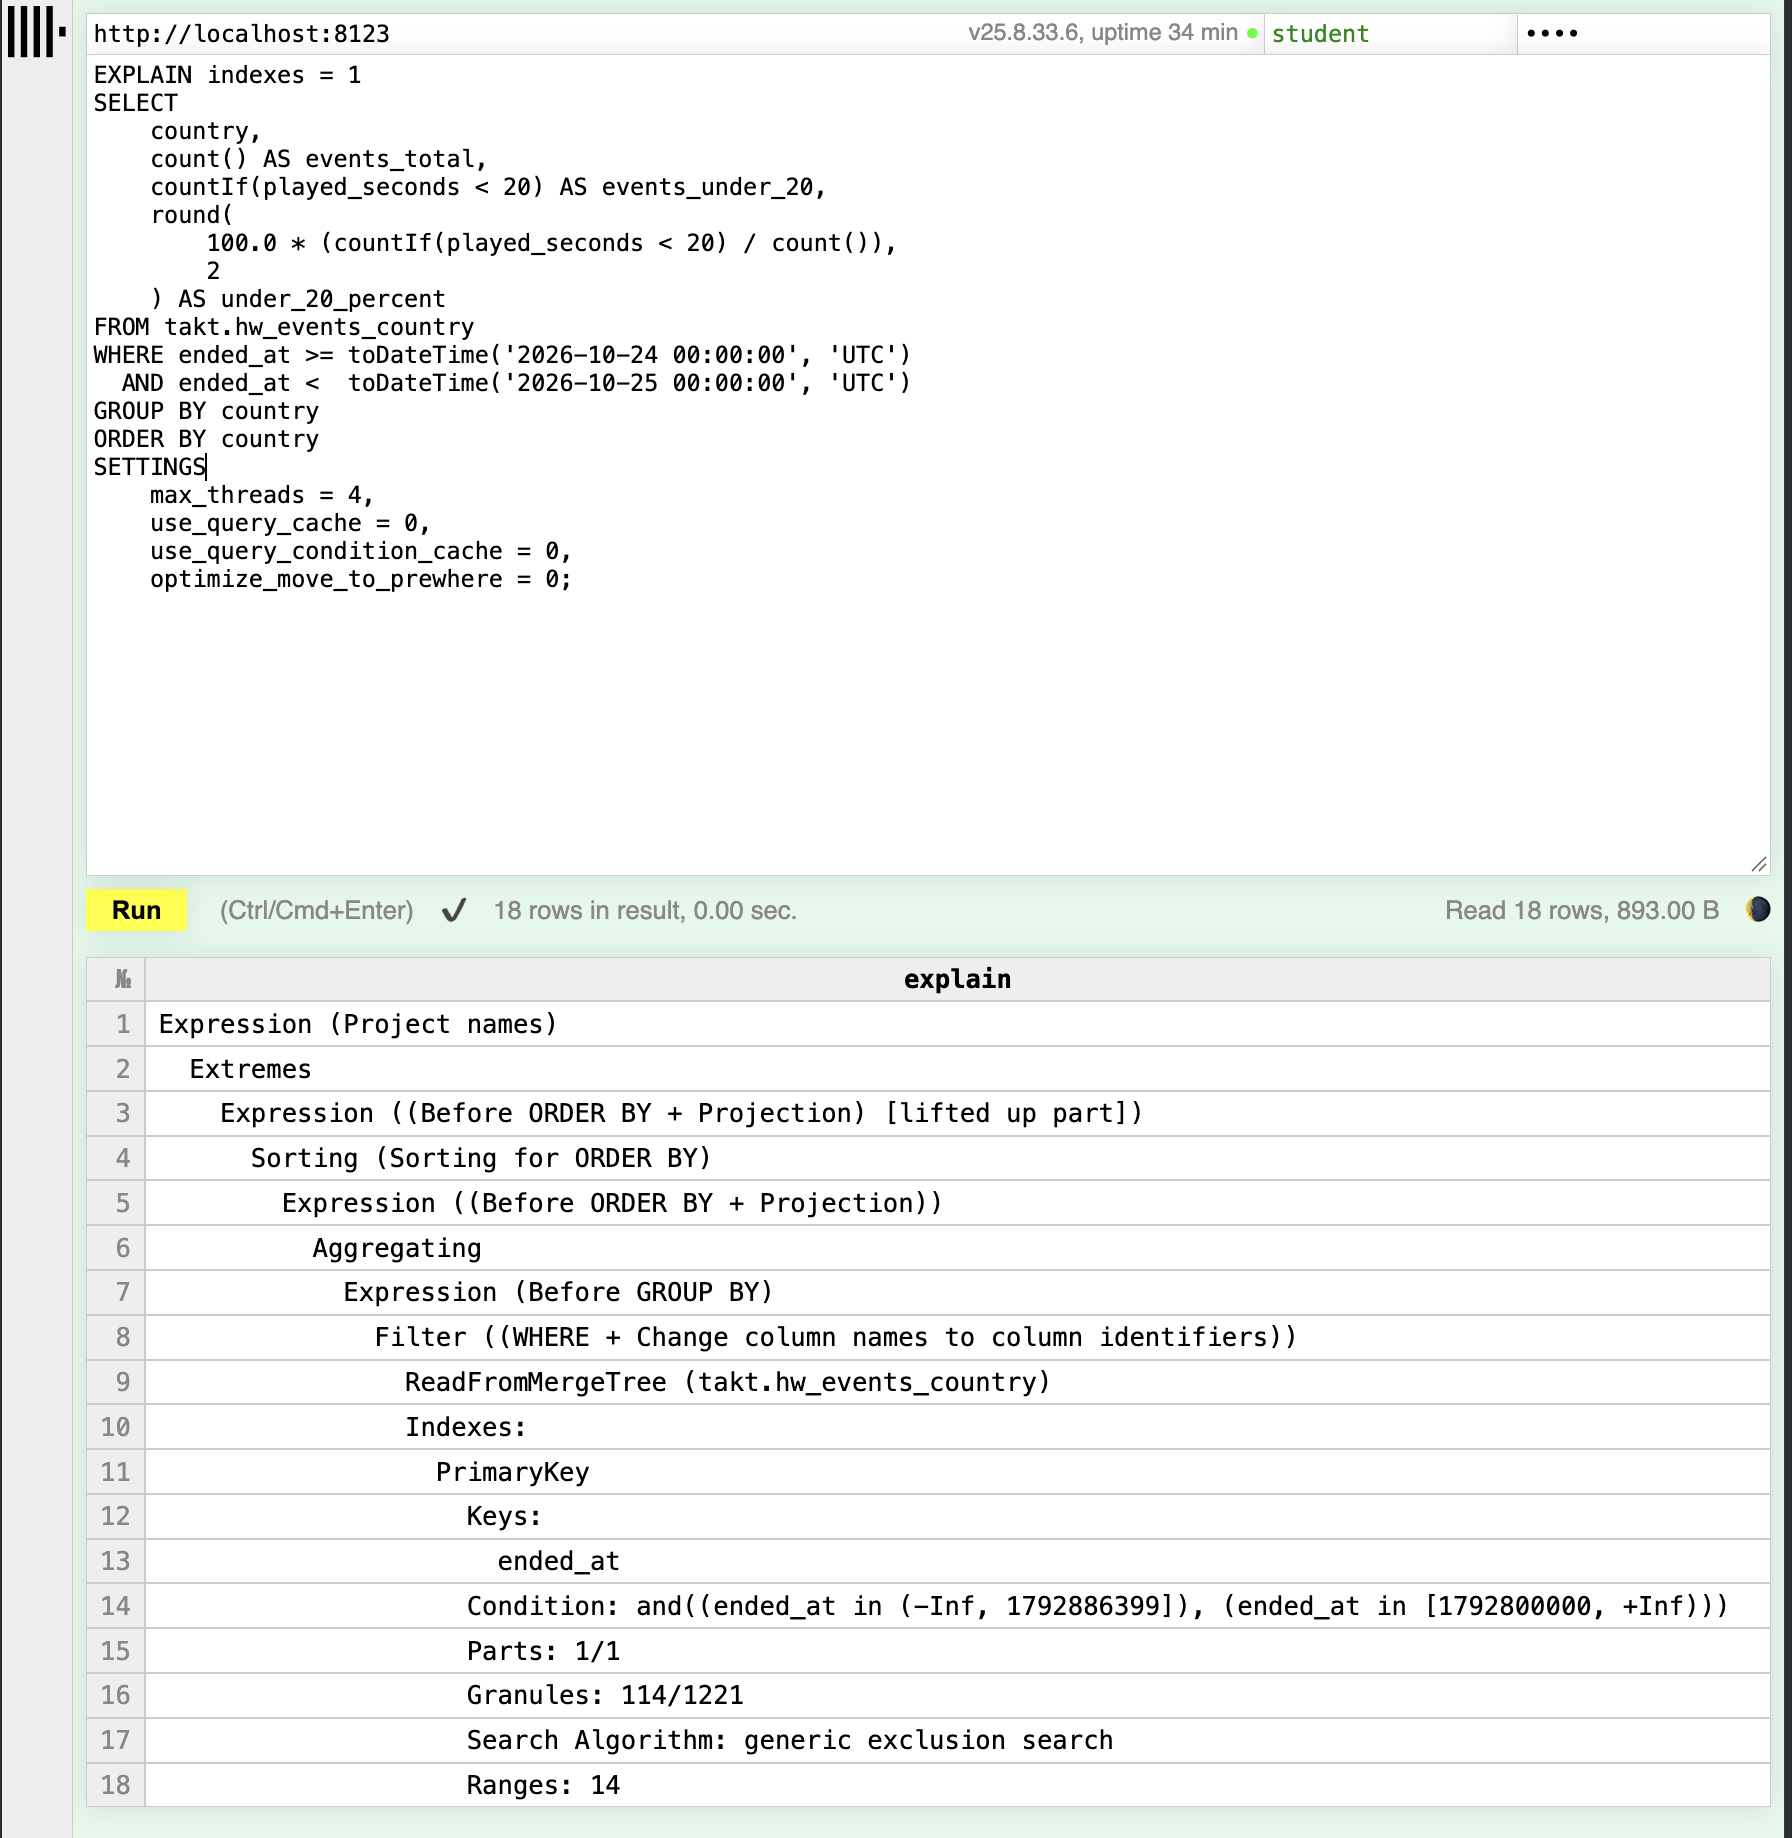 http://localhost:8123 v25.8.33.6, uptime 34 min student ••••
EXPLAIN indexes = 1
SELECT
    country,
    count() AS events_total,
    countIf(played_seconds < 20) AS events_under_20,
    round(
        100.0 * (countIf(played_seconds < 20) / count()),
        2
    ) AS under_20_percent
FROM takt.hw_events_country
WHERE ended_at >= toDateTime('2026-10-24 00:00:00', 'UTC')
  AND ended_at <  toDateTime('2026-10-25 00:00:00', 'UTC')
GROUP BY country
ORDER BY country
SETTINGS
    max_threads = 4,
    use_query_cache = 0,
    use_query_condition_cache = 0,
    optimize_move_to_prewhere = 0;
Run (Ctrl/Cmd+Enter) ✔ 18 rows in result, 0.00 sec. Read 18 rows, 893.00 B
№ explain
1 Expression (Project names)
2   Extremes
3     Expression ((Before ORDER BY + Projection) [lifted up part])
4       Sorting (Sorting for ORDER BY)
5         Expression ((Before ORDER BY + Projection))
6           Aggregating
7             Expression (Before GROUP BY)
8               Filter ((WHERE + Change column names to column identifiers))
9                 ReadFromMergeTree (takt.hw_events_country)
10                 Indexes:
11                   PrimaryKey
12                     Keys:
13                       ended_at
14                     Condition: and((ended_at in (-Inf, 1792886399]), (ended_at in [1792800000, +Inf)))
15                     Parts: 1/1
16                     Granules: 114/1221
17                     Search Algorithm: generic exclusion search
18                     Ranges: 14